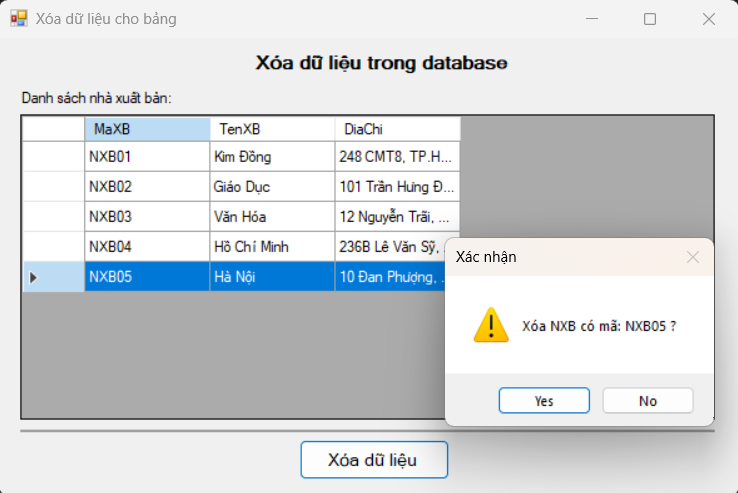 Xóa dữ liệu cho bảng
Xóa dữ liệu trong database
Danh sách nhà xuất bản:
MaXB TenXB DiaChi
NXB01 Kim Đồng 248 CMT8, TP.H...
NXB02 Giáo Dục 101 Trần Hưng Đ...
NXB03 Văn Hóa 12 Nguyễn Trãi, ...
NXB04 Hồ Chí Minh 236B Lê Văn Sỹ, .
NXB05 Hà Nội 10 Đan Phượng, .
Xác nhận
Xóa NXB có mã: NXB05 ?
Yes No
Xóa dữ liệu